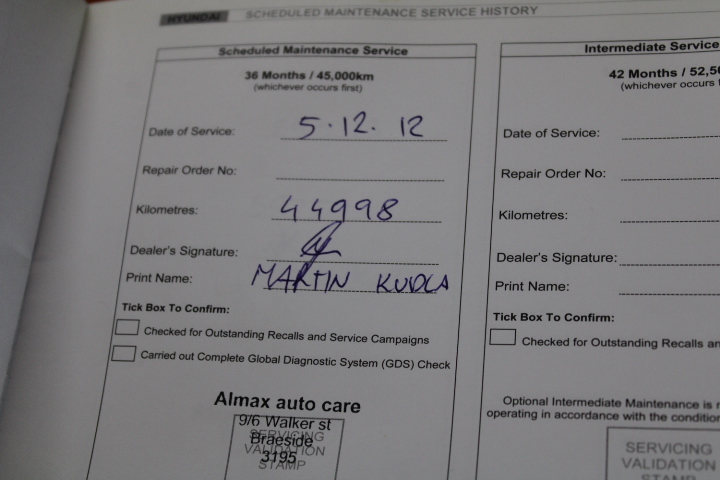 HYUNDAI SCHEDULED MAINTENANCE SERVICE HISTORY
Scheduled Maintenance Service
36 Months / 45,000km
(whichever occurs first)
Date of Service: 5.12.12
Repair Order No:
Kilometres: 44998
Dealer's Signature:
Print Name: MARTIN KUDLA
Tick Box To Confirm:
Checked for Outstanding Recalls and Service Campaigns
Carried out Complete Global Diagnostic System (GDS) Check
Almax auto care
9/6 Walker st
SERVICING
Braeside
VALIDATION
3195
STAMP
Intermediate Service
42 Months / 52,50
(whichever occurs
Date of Service:
Repair Order No:
Kilometres:
Dealer's Signature:
Print Name:
Tick Box To Confirm:
Checked for Outstanding Recalls an
Optional Intermediate Maintenance is
operating in accordance with the condition
SERVICING
VALIDATION
STAMP